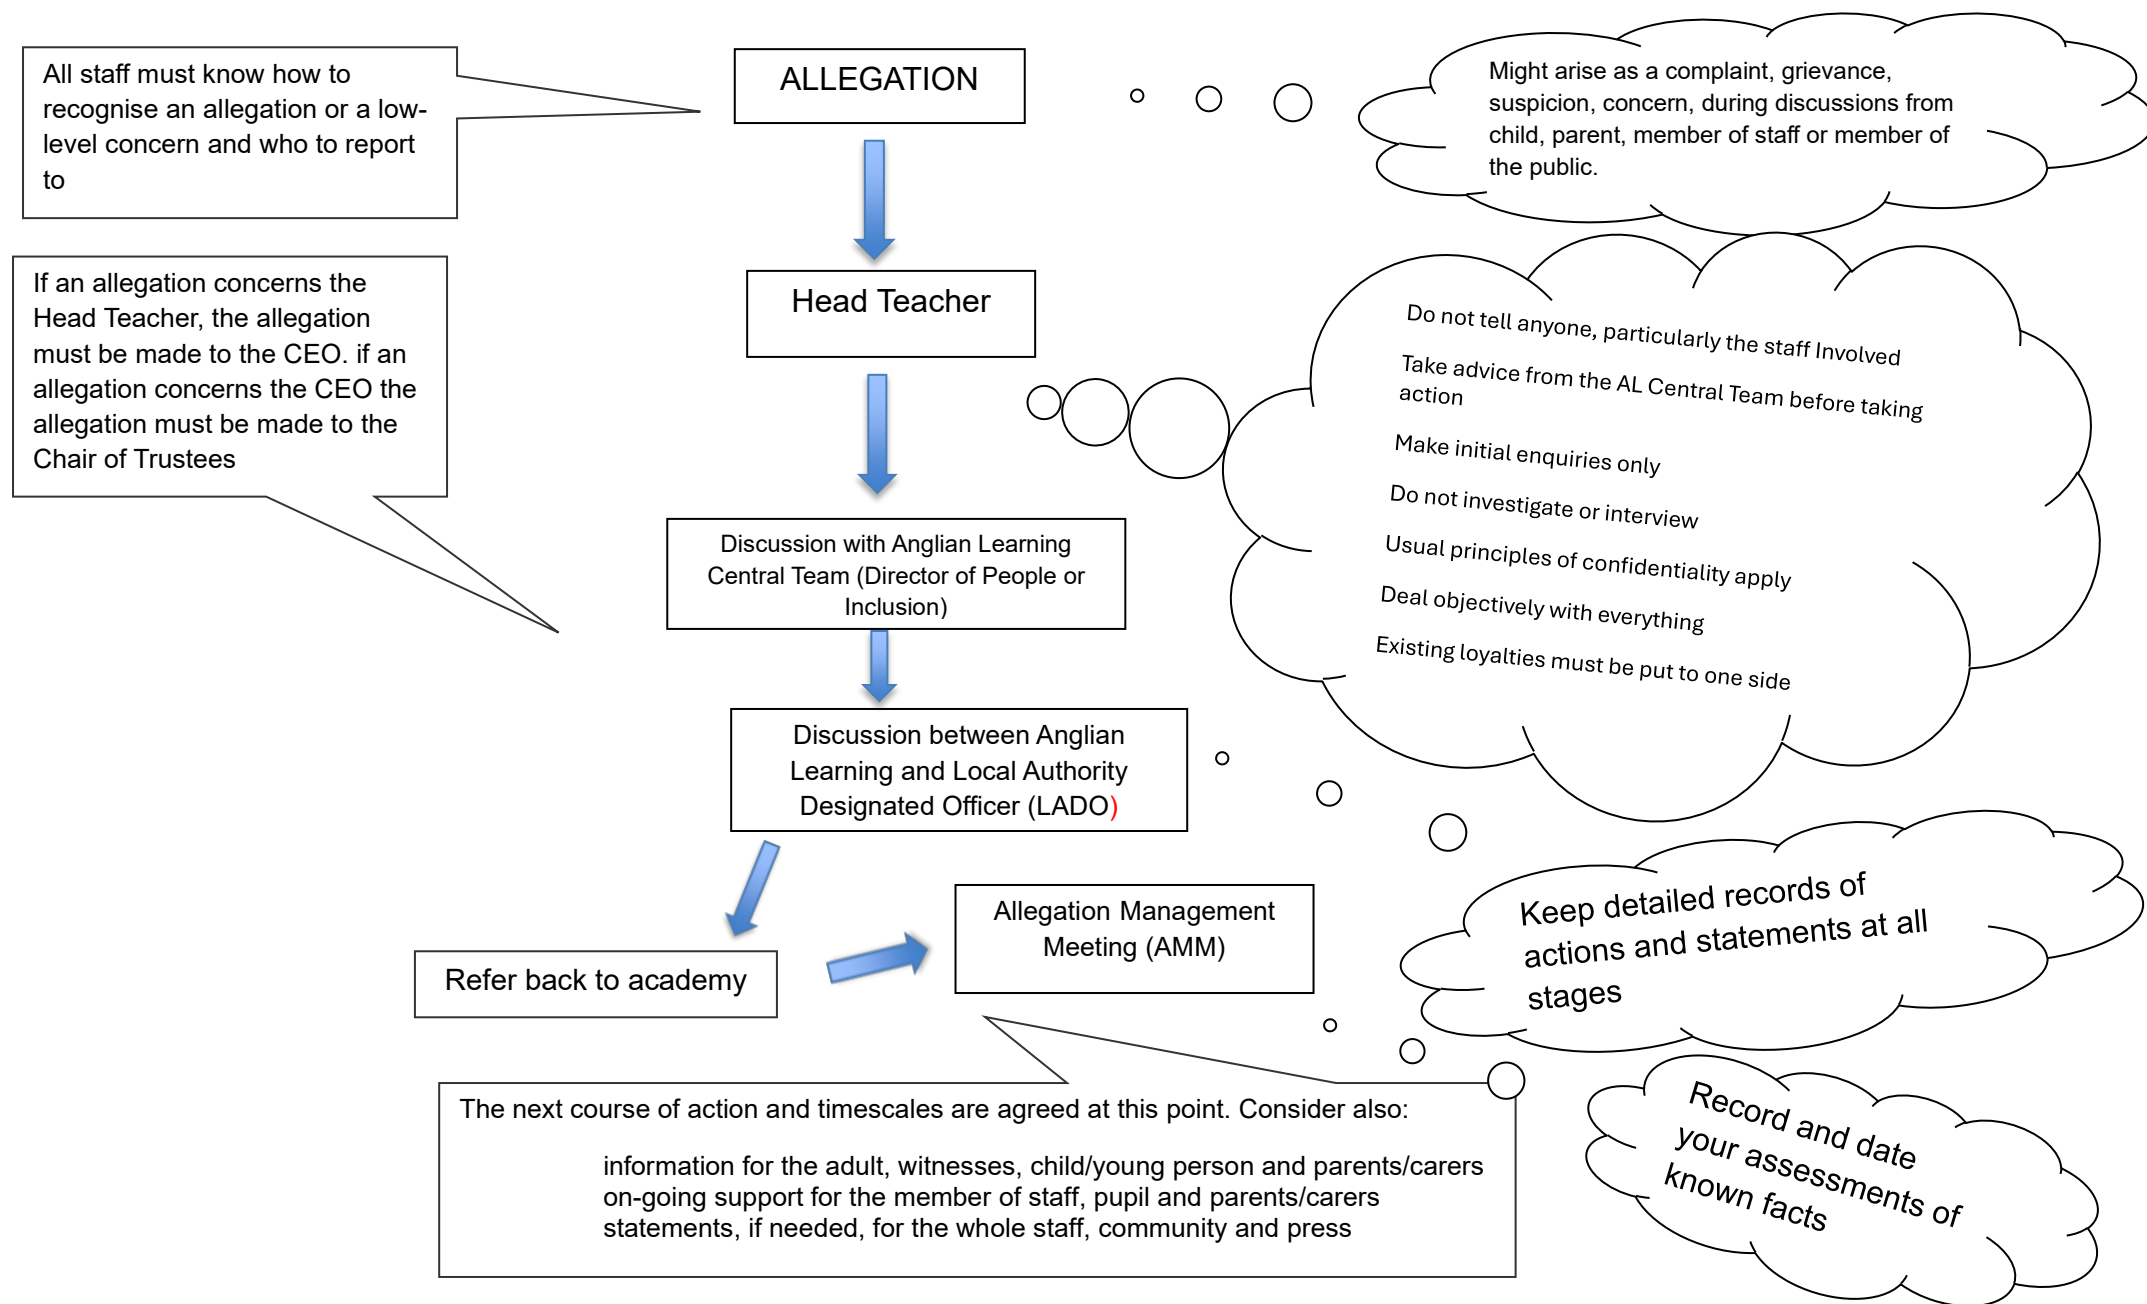 All staff must know how to
recognise an allegation or a low-
level concern and who to report
to
ALLEGATION
Might arise as a complaint, grievance,
suspicion, concern, during discussions from
child, parent, member of staff or member of
the public.
If an allegation concerns the
Head Teacher, the allegation
must be made to the CEO. if an
allegation concerns the CEO the
allegation must be made to the
Chair of Trustees
Head Teacher
Do not tell anyone, particularly the staff Involved
Take advice from the AL Central Team before taking
action
Make initial enquiries only
Do not investigate or interview
Usual principles of confidentiality apply
Deal objectively with everything
Existing loyalties must be put to one side
Discussion with Anglian Learning
Central Team (Director of People or
Inclusion)
Discussion between Anglian
Learning and Local Authority
Designated Officer (LADO)
Keep detailed records of
actions and statements at all
stages
Refer back to academy
Allegation Management
Meeting (AMM)
Record and date
your assessments of
known facts
The next course of action and timescales are agreed at this point. Consider also:
information for the adult, witnesses, child/young person and parents/carers
on-going support for the member of staff, pupil and parents/carers
statements, if needed, for the whole staff, community and press